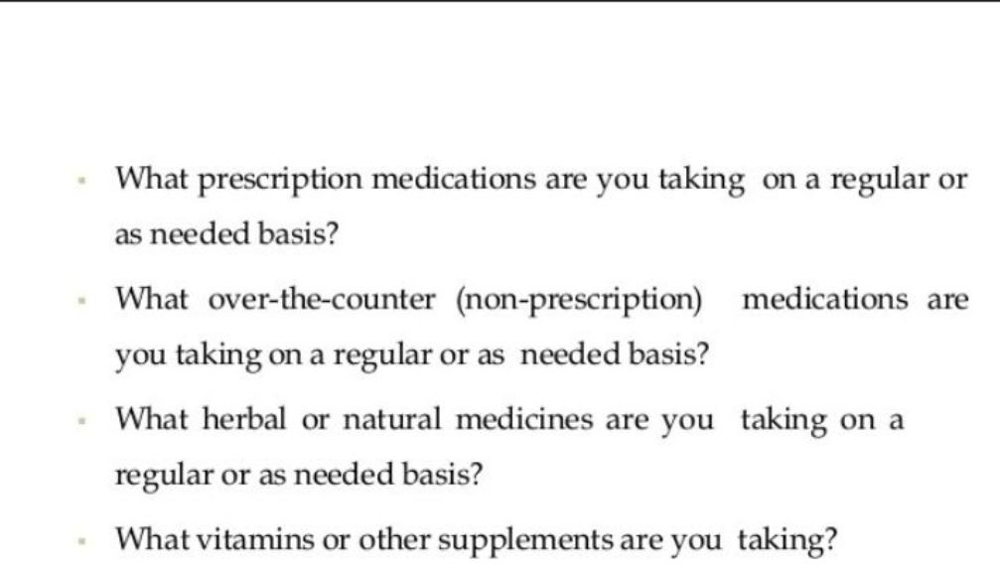 ▪ What prescription medications are you taking on a regular or
as needed basis?
▪ What over-the-counter (non-prescription) medications are
you taking on a regular or as needed basis?
▪ What herbal or natural medicines are you taking on a
regular or as needed basis?
▪ What vitamins or other supplements are you taking?